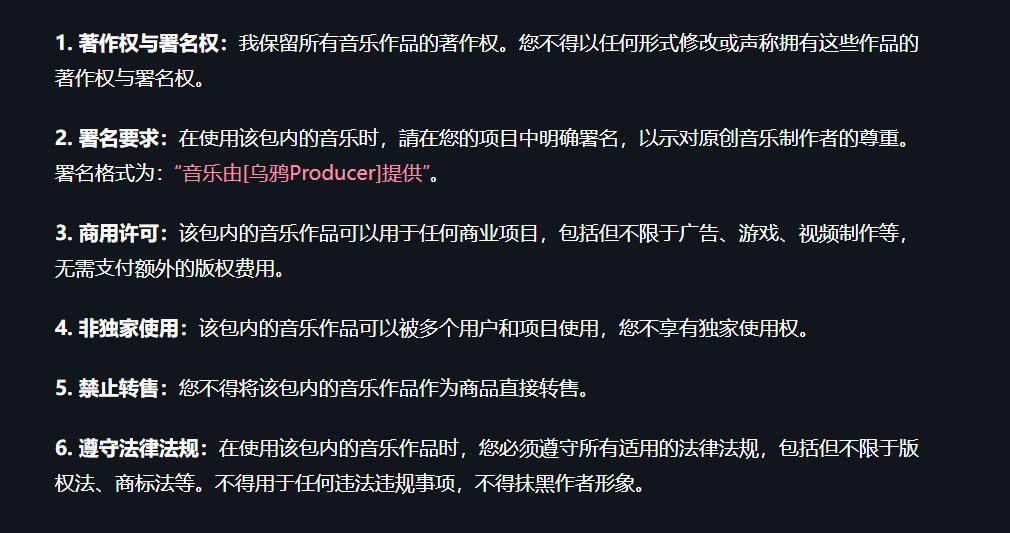 1. 著作权与署名权：我保留所有音乐作品的著作权。您不得以任何形式修改或声称拥有这些作品的
著作权与署名权。
2. 署名要求：在使用该包内的音乐时，請在您的项目中明确署名，以示对原创音乐制作者的尊重。
署名格式为：“音乐由[乌鸦Producer]提供”。
3. 商用许可：该包内的音乐作品可以用于任何商业项目，包括但不限于广告、游戏、视频制作等，
无需支付额外的版权费用。
4. 非独家使用：该包内的音乐作品可以被多个用户和项目使用，您不享有独家使用权。
5. 禁止转售：您不得将该包内的音乐作品作为商品直接转售。
6. 遵守法律法规：在使用该包内的音乐作品时，您必须遵守所有适用的法律法规，包括但不限于版
权法、商标法等。不得用于任何违法违规事项，不得抹黑作者形象。